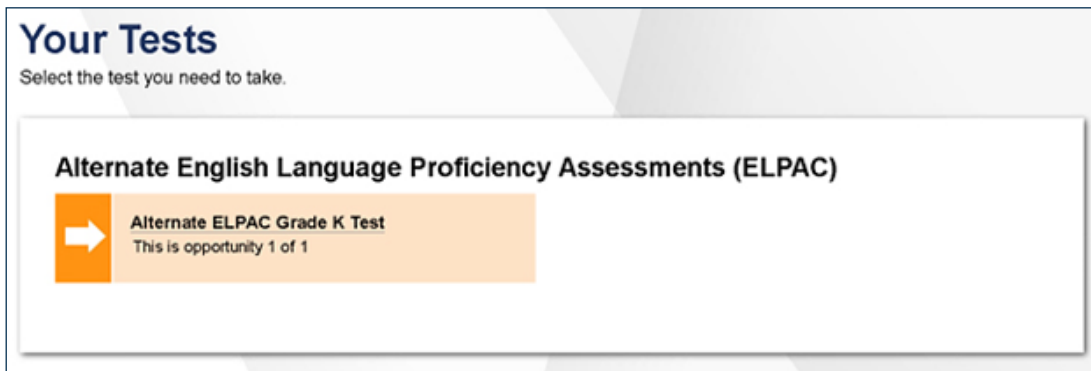 Your Tests
Select the test you need to take.
Alternate English Language Proficiency Assessments (ELPAC)
Alternate ELPAC Grade K Test
This is opportunity 1 of 1